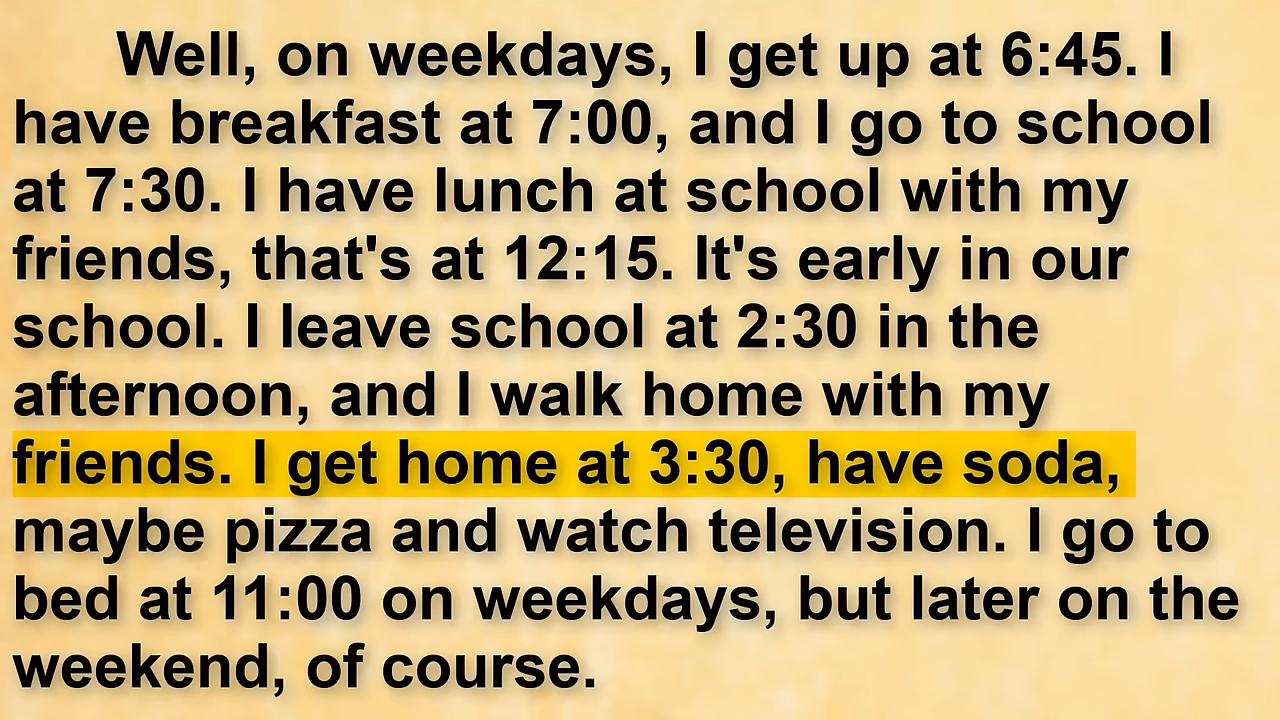 Well, on weekdays, I get up at 6:45. I
have breakfast at 7:00, and I go to school
at 7:30. I have lunch at school with my
friends, that's at 12:15. It's early in our
school. I leave school at 2:30 in the
afternoon, and I walk home with my
friends. I get home at 3:30, have soda,
maybe pizza and watch television. I go to
bed at 11:00 on weekdays, but later on the
weekend, of course.